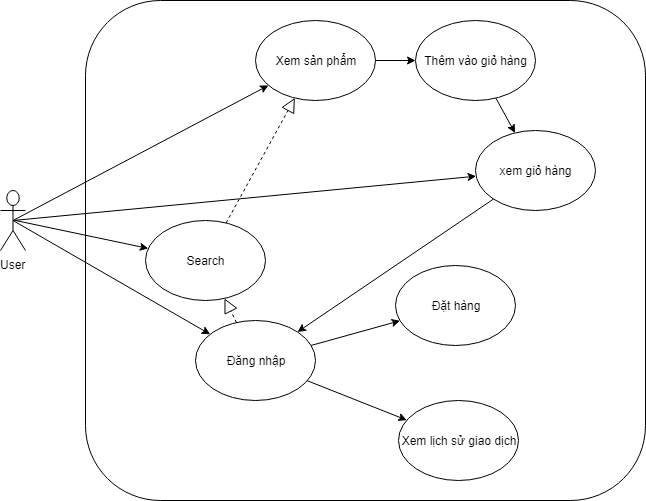 Xem sản phẩm
Thêm vào giỏ hàng
xem giỏ hàng
User
Search
Đặt hàng
Đăng nhập
Xem lịch sử giao dịch